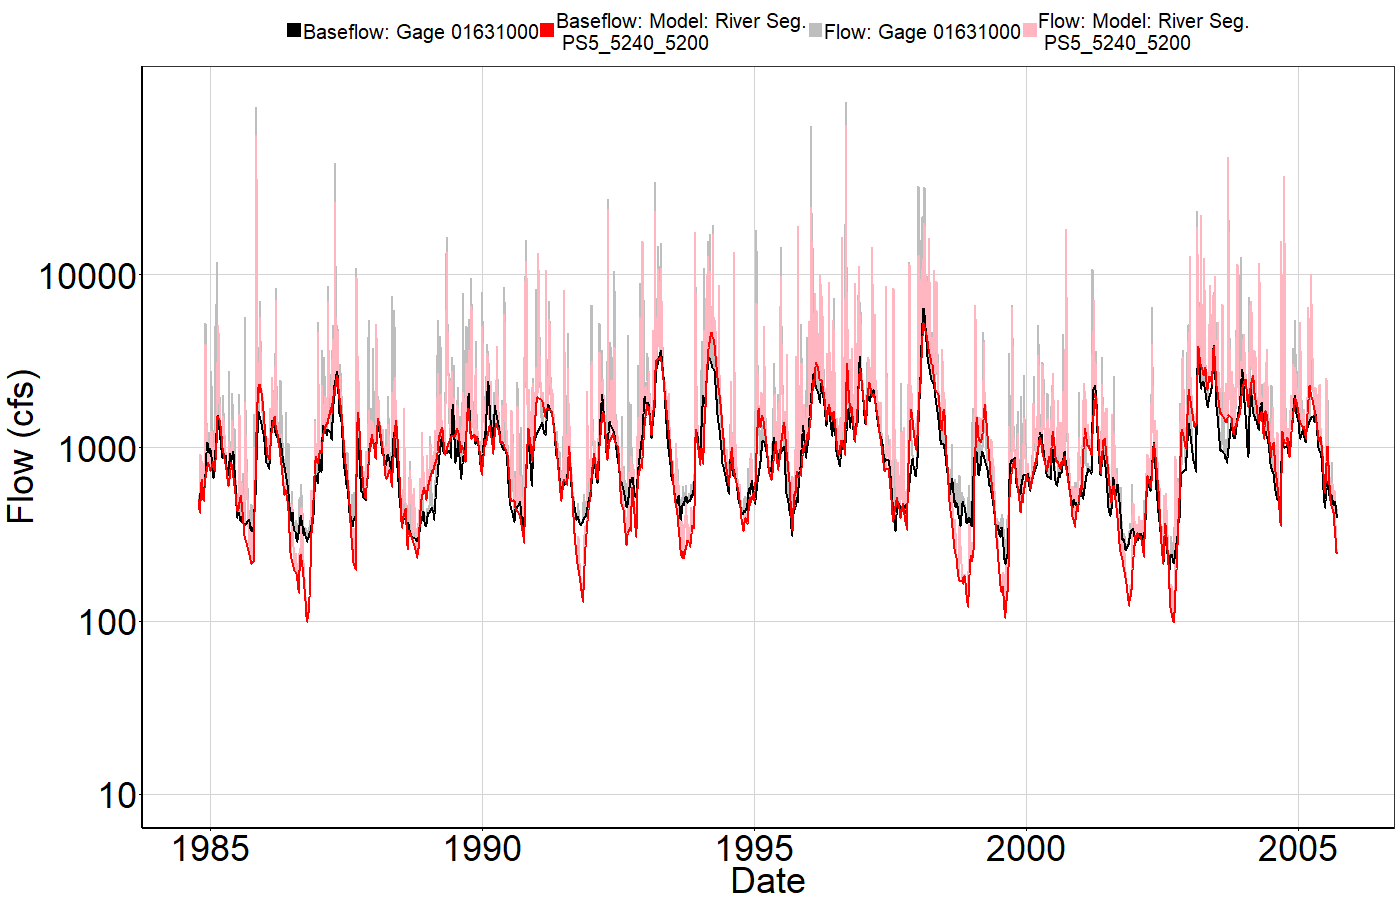 Baseflow: Gage 01631000 Baseflow: Model: River Seg. Flow: Gage 01631000 Flow: Model: River Seg.
PS5_5240_5200 PS5_5240_5200
Flow (cfs)
10000
1000
100
10
1985 1990 1995 2000 2005
Date